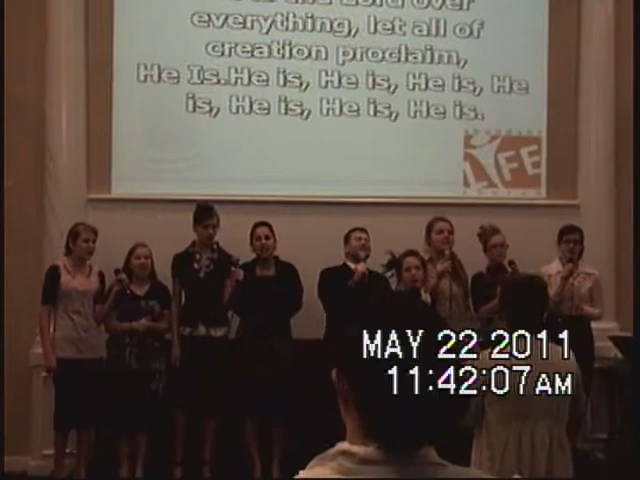 everything, let all of
creation proclaim,
He Is.He is, He is, He is, He
is, He is, He is, He is.
LIFE
MAY 22 2011
11:42:07AM